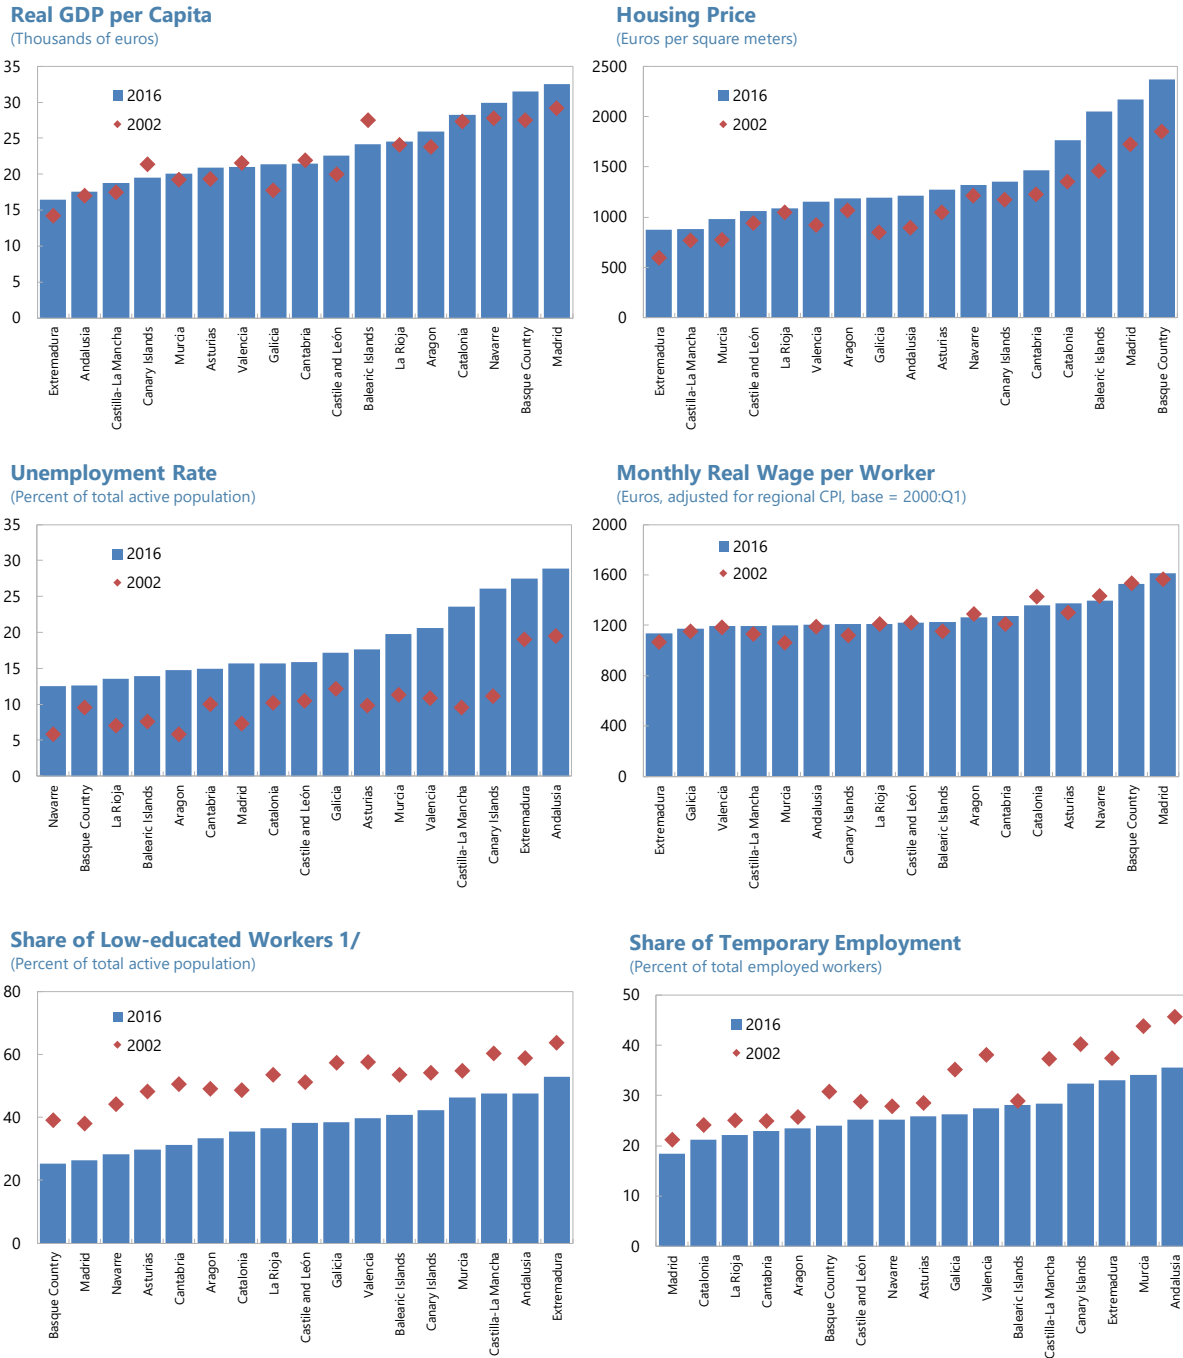 Real GDP per Capita
(Thousands of euros)
35
30
25
20
15
10
5
0
2016
2002
Extremadura
Andalusia
Castilla-La Mancha
Canary Islands
Murcia
Asturias
Valencia
Galicia
Cantabria
Castile and León
Balearic Islands
La Rioja
Aragon
Catalonia
Navarre
Basque Country
Madrid
Housing Price
(Euros per square meters)
2500
2000
1500
1000
500
0
2016
2002
Extremadura
Castilla-La Mancha
Murcia
Castile and León
La Rioja
Valencia
Aragon
Galicia
Andalusia
Asturias
Navarre
Canary Islands
Cantabria
Catalonia
Balearic Islands
Madrid
Basque Country
Unemployment Rate
(Percent of total active population)
35
30
25
20
15
10
5
0
2016
2002
Navarre
Basque Country
La Rioja
Balearic Islands
Aragon
Cantabria
Madrid
Catalonia
Castile and León
Galicia
Asturias
Murcia
Valencia
Castilla-La Mancha
Canary Islands
Extremadura
Andalusia
Monthly Real Wage per Worker
(Euros, adjusted for regional CPI, base = 2000:Q1)
2000
1600
1200
800
400
0
2016
2002
Extremadura
Galicia
Valencia
Castilla-La Mancha
Murcia
Andalusia
Canary Islands
La Rioja
Castile and León
Balearic Islands
Aragon
Cantabria
Catalonia
Asturias
Navarre
Basque Country
Madrid
Share of Low-educated Workers 1/
(Percent of total active population)
80
60
40
20
0
2016
2002
Basque Country
Madrid
Navarre
Asturias
Cantabria
Aragon
Catalonia
La Rioja
Castile and León
Galicia
Valencia
Balearic Islands
Canary Islands
Murcia
Castilla-La Mancha
Andalusia
Extremadura
Share of Temporary Employment
(Percent of total employed workers)
50
40
30
20
10
0
2016
2002
Madrid
Catalonia
La Rioja
Cantabria
Aragon
Basque Country
Castile and León
Navarre
Asturias
Galicia
Valencia
Balearic Islands
Castilla-La Mancha
Canary Islands
Extremadura
Murcia
Andalusia